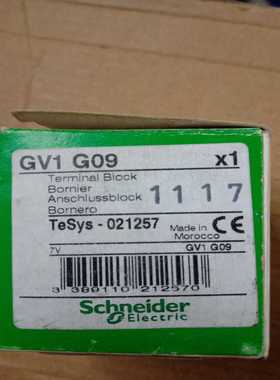 GV1 G09 x1
Terminal Block
Bornier
Anschlussblock
Bornero
1117
TeSys - 021257
Made in
Morocco
CE
7V
GV1 G09
3 389110 212570
Schneider
Electric